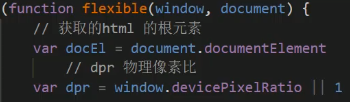 (function flexible(window, document) {
// 获取的html 的根元素
var docEl = document.documentElement
// dpr 物理像素比
var dpr = window.devicePixelRatio || 1